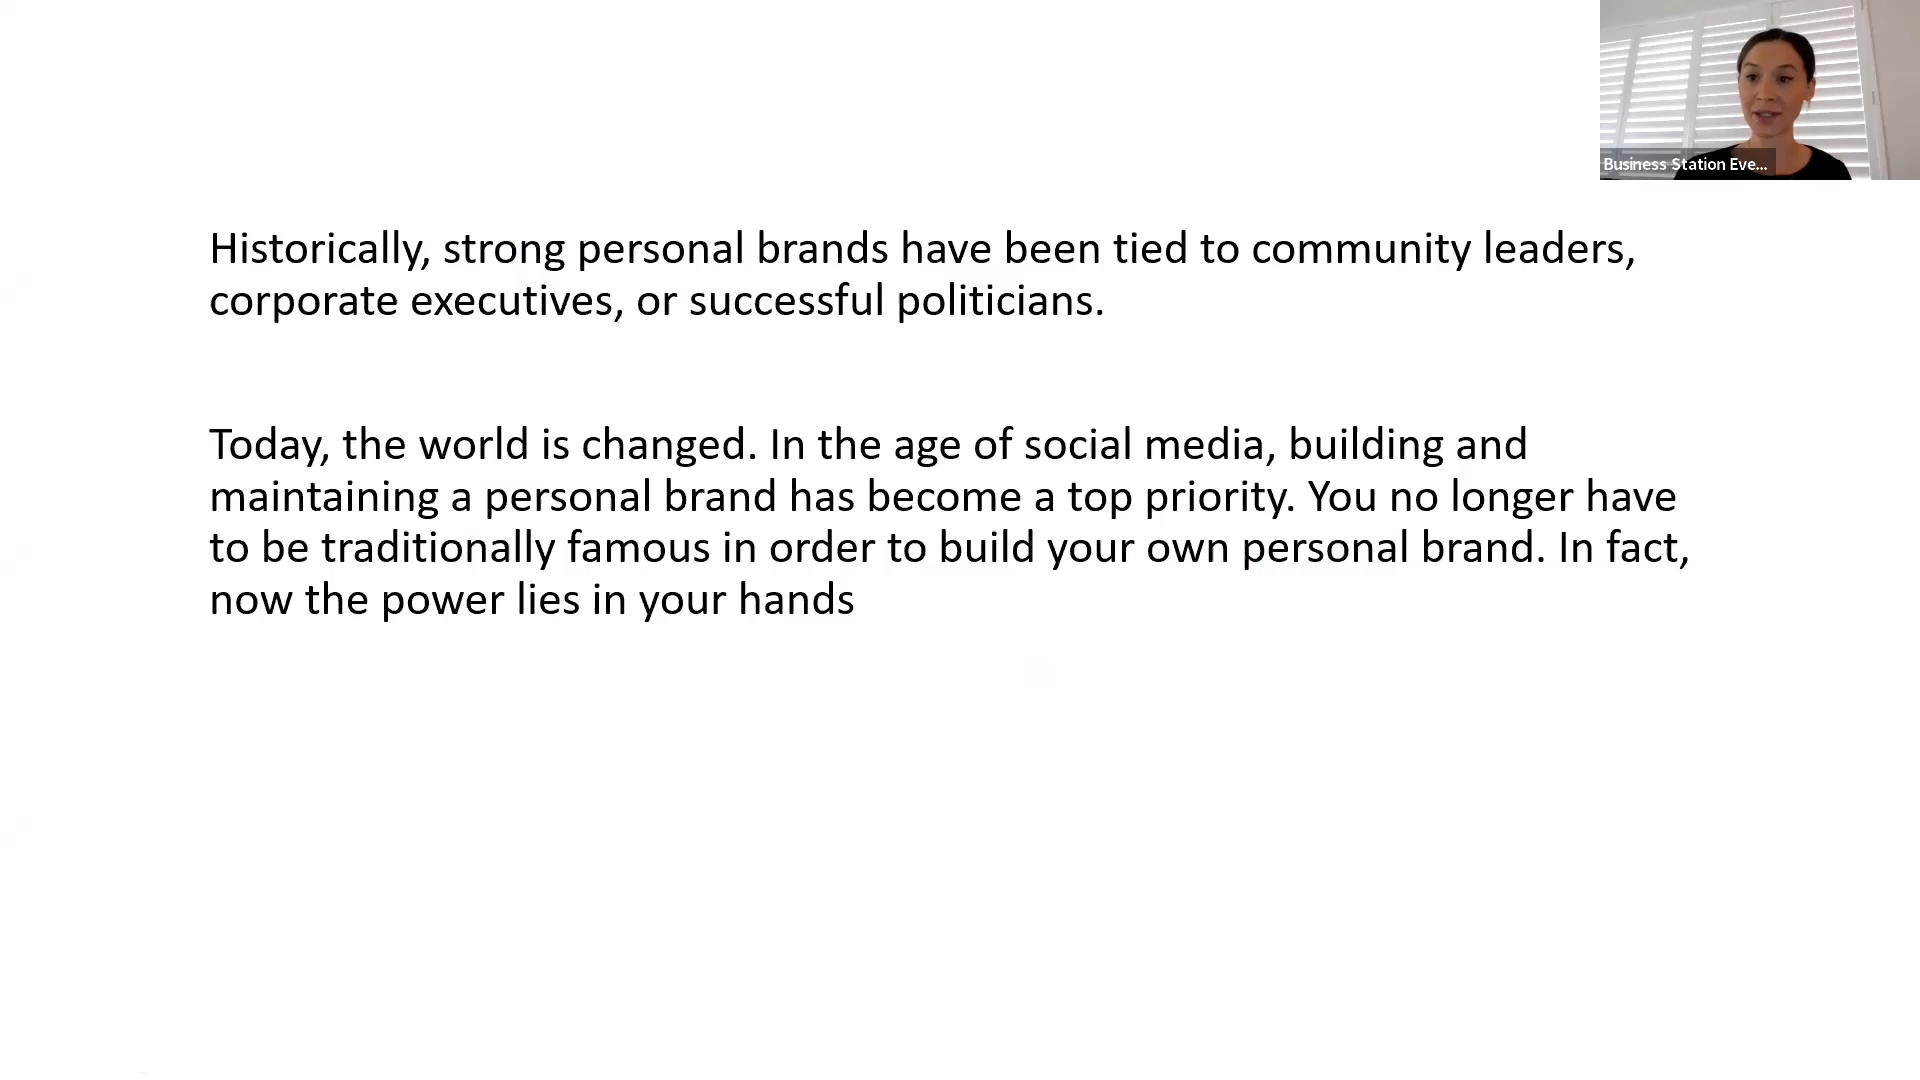 Business Station Eve...
Historically, strong personal brands have been tied to community leaders,
corporate executives, or successful politicians.
Today, the world is changed. In the age of social media, building and
maintaining a personal brand has become a top priority. You no longer have
to be traditionally famous in order to build your own personal brand. In fact,
now the power lies in your hands